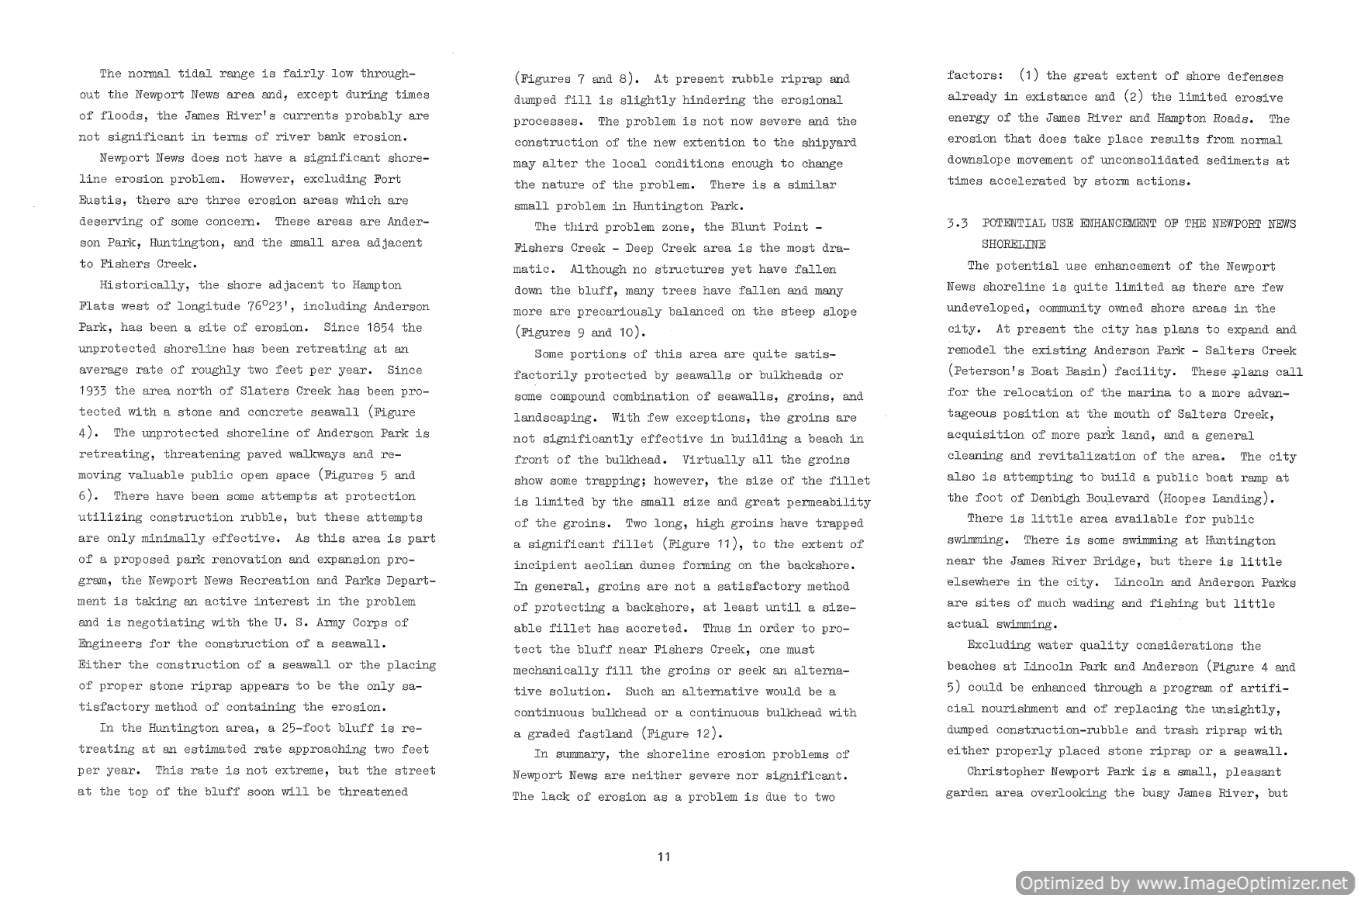 The normal tidal range is fairly low through-
out the Newport News area and, except during times
of floods, the James River's currents probably are
not significant in terms of river bank erosion.
Newport News does not have a significant shore-
line erosion problem. However, excluding Fort
Eustis, there are three erosion areas which are
deserving of some concern. These areas are Ander-
son Park, Huntington, and the small area adjacent
to Fishers Creek.
Historically, the shore adjacent to Hampton
Flats west of longitude 76°23', including Anderson
Park, has been a site of erosion. Since 1854 the
unprotected shoreline has been retreating at an
average rate of roughly two feet per year. Since
1933 the area north of Slaters Creek has been pro-
tected with a stone and concrete seawall (Figure
4). The unprotected shoreline of Anderson Park is
retreating, threatening paved walkways and re-
moving valuable public open space (Figures 5 and
6). There have been some attempts at protection
utilizing construction rubble, but these attempts
are only minimally effective. As this area is part
of a proposed park renovation and expansion pro-
gram, the Newport News Recreation and Parks Depart-
ment is taking an active interest in the problem
and is negotiating with the U. S. Army Corps of
Engineers for the construction of a seawall.
Either the construction of a seawall or the placing
of proper stone riprap appears to be the only sa-
tisfactory method of containing the erosion.
In the Huntington area, a 25-foot bluff is re-
treating at an estimated rate approaching two feet
per year. This rate is not extreme, but the street
at the top of the bluff soon will be threatened
(Figures 7 and 8). At present rubble riprap and
dumped fill is slightly hindering the erosional
processes. The problem is not now severe and the
construction of the new extention to the shipyard
may alter the local conditions enough to change
the nature of the problem. There is a similar
small problem in Huntington Park.
The third problem zone, the Blunt Point -
Fishers Creek - Deep Creek area is the most dra-
matic. Although no structures yet have fallen
down the bluff, many trees have fallen and many
more are precariously balanced on the steep slope
(Figures 9 and 10).
Some portions of this area are quite satis-
factorily protected by seawalls or bulkheads or
some compound combination of seawalls, groins, and
landscaping. With few exceptions, the groins are
not significantly effective in building a beach in
front of the bulkhead. Virtually all the groins
show some trapping; however, the size of the fillet
is limited by the small size and great permeability
of the groins. Two long, high groins have trapped
a significant fillet (Figure 11), to the extent of
incipient aeolian dunes forming on the backshore.
In general, groins are not a satisfactory method
of protecting a backshore, at least until a size-
able fillet has accreted. Thus in order to pro-
tect the bluff near Fishers Creek, one must
mechanically fill the groins or seek an alterna-
tive solution. Such an alternative would be a
continuous bulkhead or a continuous bulkhead with
a graded fastland (Figure 12).
In summary, the shoreline erosion problems of
Newport News are neither severe nor significant.
The lack of erosion as a problem is due to two
factors: (1) the great extent of shore defenses
already in existance and (2) the limited erosive
energy of the James River and Hampton Roads. The
erosion that does take place results from normal
downslope movement of unconsolidated sediments at
times accelerated by storm actions.
3.3 POTENTIAL USE ENHANCEMENT OF THE NEWPORT NEWS
SHORELINE
The potential use enhancement of the Newport
News shoreline is quite limited as there are few
undeveloped, community owned shore areas in the
city. At present the city has plans to expand and
remodel the existing Anderson Park - Salters Creek
(Peterson's Boat Basin) facility. These plans call
for the relocation of the marina to a more advan-
tageous position at the mouth of Salters Creek,
acquisition of more park land, and a general
cleaning and revitalization of the area. The city
also is attempting to build a public boat ramp at
the foot of Denbigh Boulevard (Hoopes Landing).
There is little area available for public
swimming. There is some swimming at Huntington
near the James River Bridge, but there is little
elsewhere in the city. Lincoln and Anderson Parks
are sites of much wading and fishing but little
actual swimming.
Excluding water quality considerations the
beaches at Lincoln Park and Anderson (Figure 4 and
5) could be enhanced through a program of artifi-
cial nourishment and of replacing the unsightly,
dumped construction-rubble and trash riprap with
either properly placed stone riprap or a seawall.
Christopher Newport Park is a small, pleasant
garden area overlooking the busy James River, but
11
Optimized by www.ImageOptimizer.net